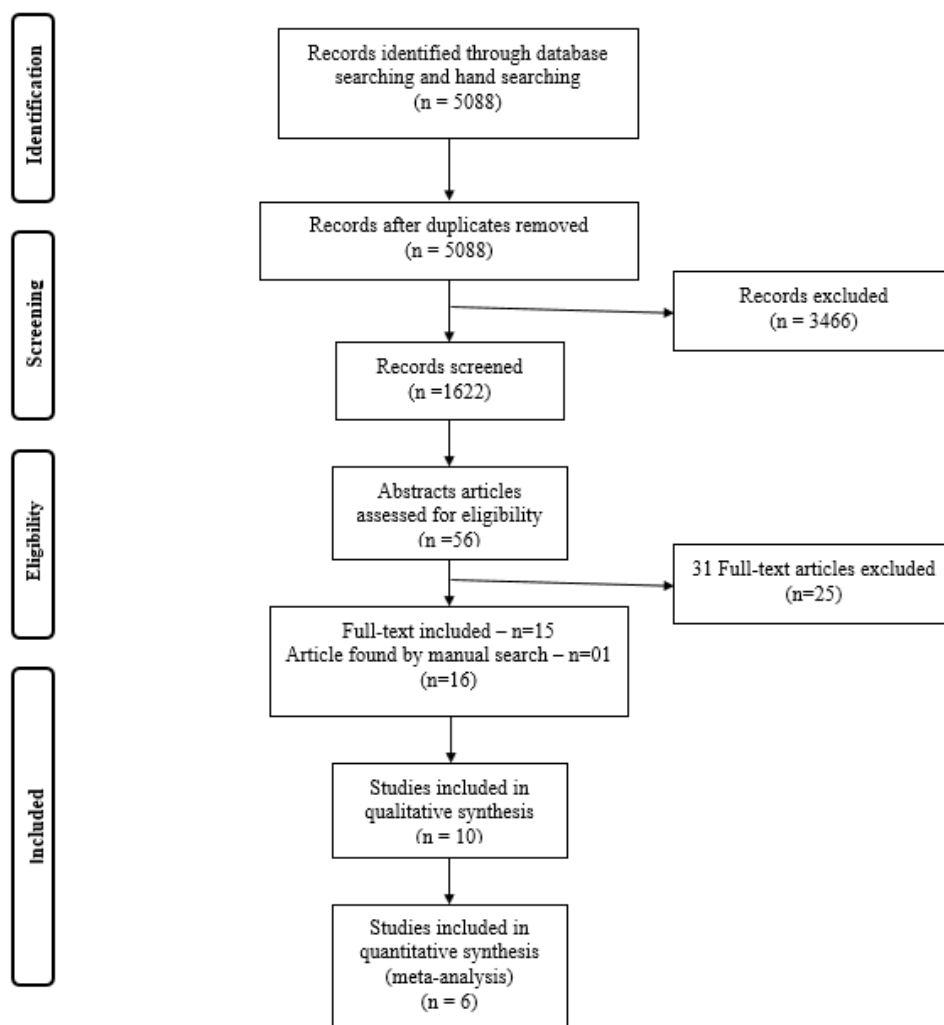 Identification
Records identified through database
searching and hand searching
(n = 5088)
Records after duplicates removed
(n = 5088)
Screening
Records excluded
(n = 3466)
Records screened
(n =1622)
Eligibility
Abstracts articles
assessed for eligibility
(n =56)
31 Full-text articles excluded
(n=25)
Full-text included – n=15
Article found by manual search – n=01
(n=16)
Included
Studies included in
qualitative synthesis
(n = 10)
Studies included in
quantitative synthesis
(meta-analysis)
(n = 6)